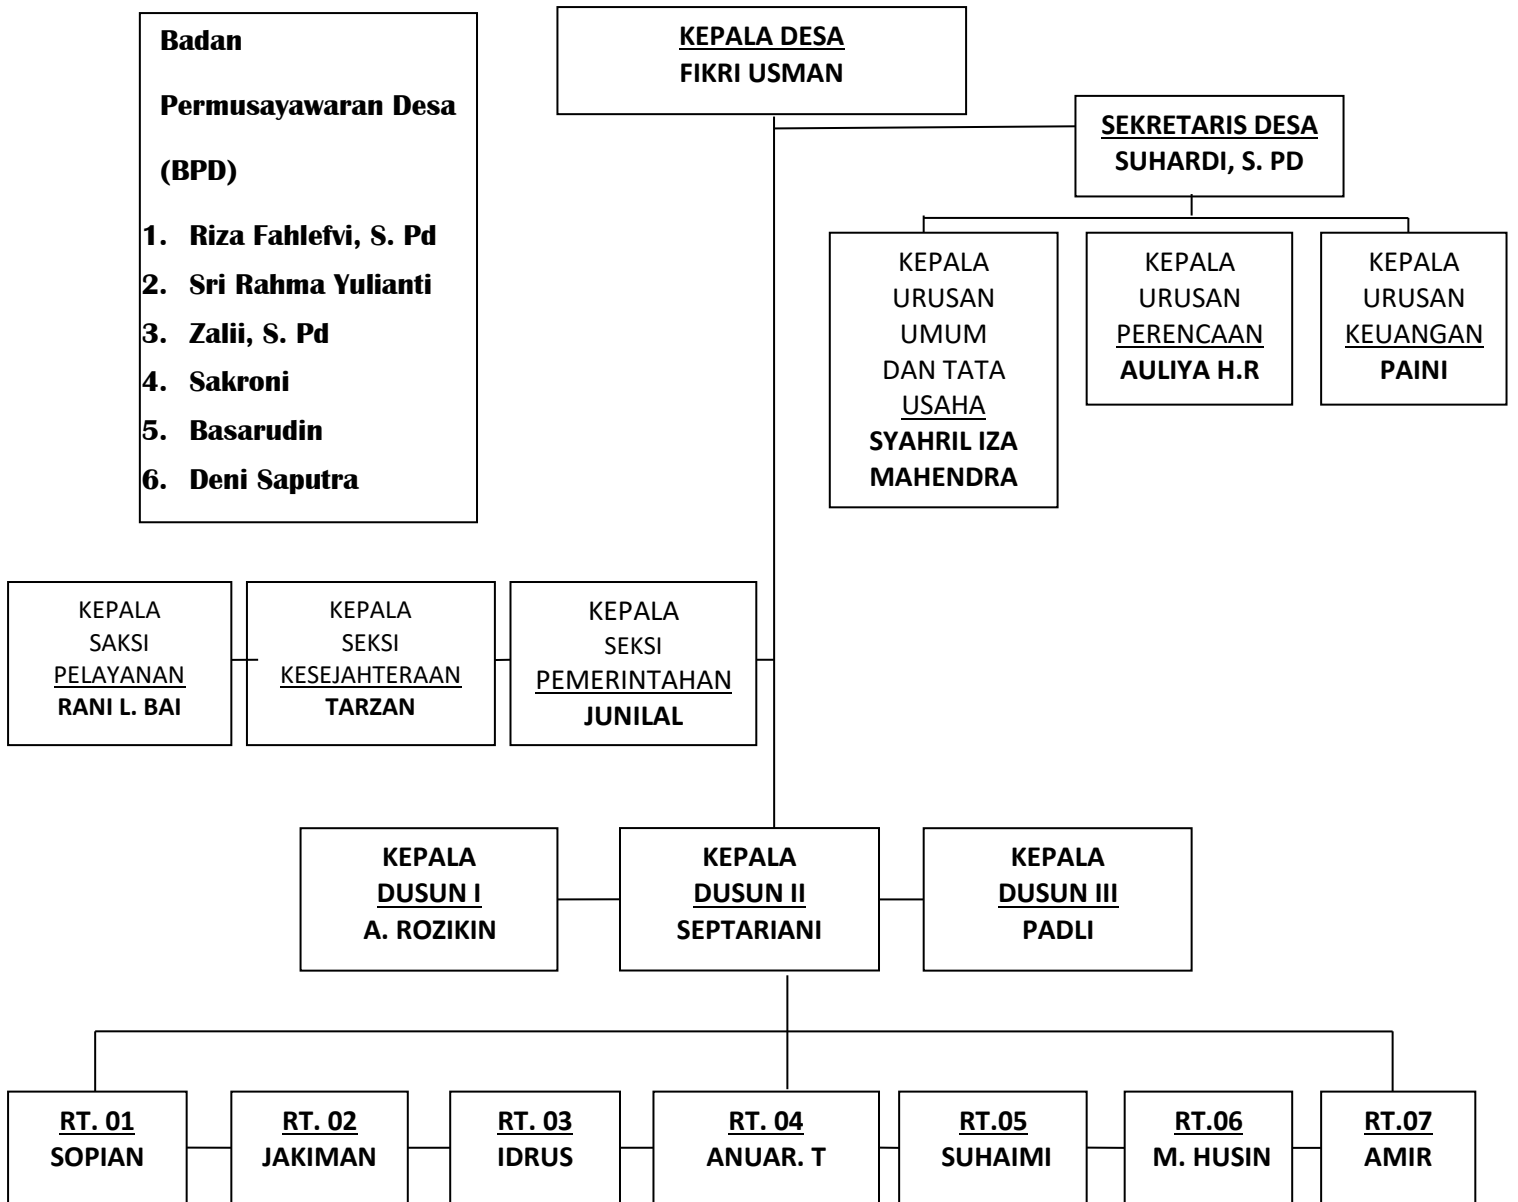 Badan
Permusayawaran Desa
(BPD)
1. Riza Fahlefvi, S. Pd
2. Sri Rahma Yulianti
3. Zalii, S. Pd
4. Sakroni
5. Basarudin
6. Deni Saputra
KEPALA DESA
FIKRI USMAN
SEKRETARIS DESA
SUHARDI, S. PD
KEPALA
URUSAN
UMUM
DAN TATA
USAHA
SYAHRIL IZA
MAHENDRA
KEPALA
URUSAN
PERENCAAN
AULIYA H.R
KEPALA
URUSAN
KEUANGAN
PAINI
KEPALA
SAKSI
PELAYANAN
RANI L. BAI
KEPALA
SEKSI
KESEJAHTERAAN
TARZAN
KEPALA
SEKSI
PEMERINTAHAN
JUNILAL
KEPALA
DUSUN I
A. ROZIKIN
KEPALA
DUSUN II
SEPTARIANI
KEPALA
DUSUN III
PADLI
RT. 01
SOPIAN
RT. 02
JAKIMAN
RT. 03
IDRUS
RT. 04
ANUAR. T
RT.05
SUHAIMI
RT.06
M. HUSIN
RT.07
AMIR